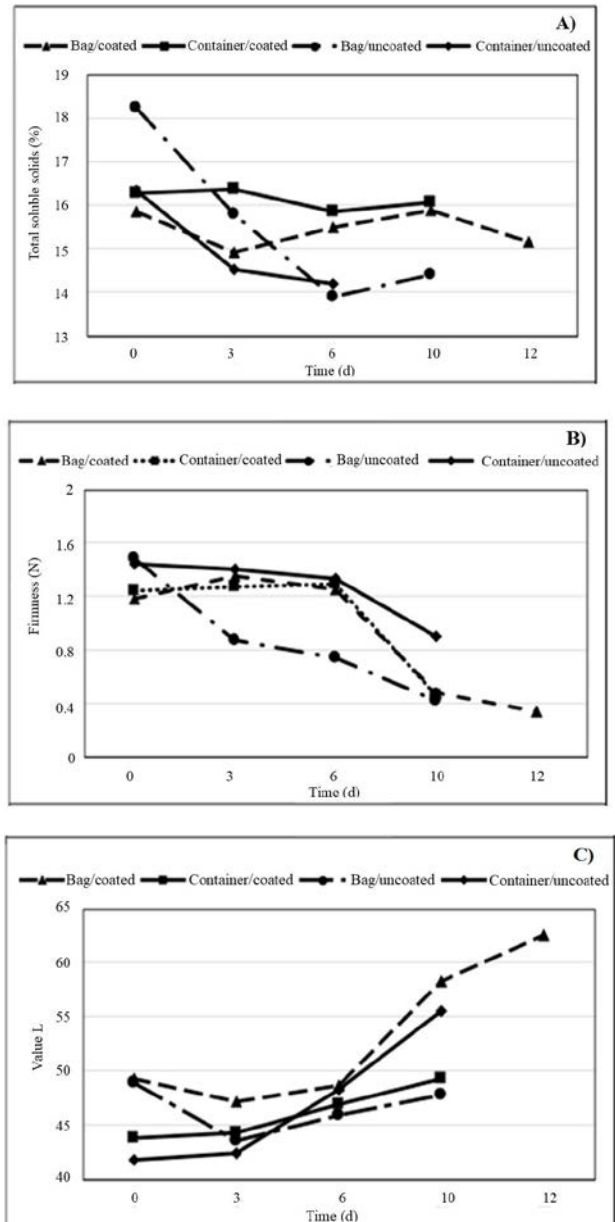 A)
Bag/coated Container/coated Bag/uncoated Container/uncoated
19
18
17
16
15
14
13
Total soluble solids (%)
0 3 6 10 12
Time (d)
B)
Bag/coated Container/coated Bag/uncoated Container/uncoated
2
1.6
1.2
0.8
0.4
0
Firmness (N)
0 3 6 10 12
Time (d)
C)
Bag/coated Container/coated Bag/uncoated Container/uncoated
65
60
55
50
45
40
Value L
0 3 6 10 12
Time (d)